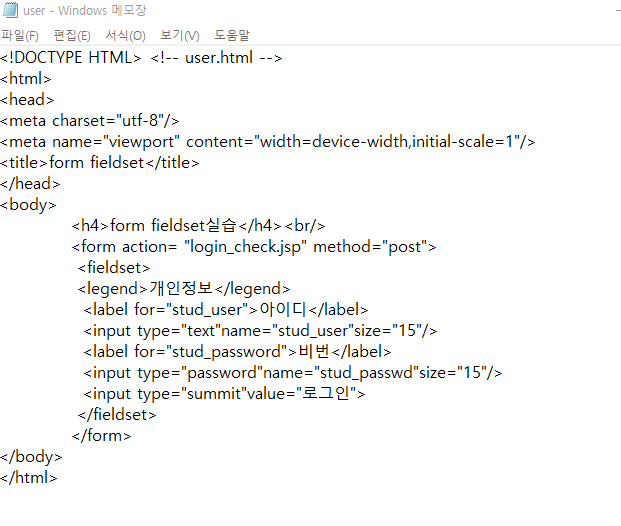 user - Windows 메모장
파일(F) 편집(E) 서식(O) 보기(V) 도움말
<!DOCTYPE HTML> <!-- user.html -->
<html>
<head>
<meta charset="utf-8"/>
<meta name="viewport" content="width=device-width,initial-scale=1"/>
<title>form fieldset</title>
</head>
<body>
<h4>form fieldset실습</h4><br/>
<form action= "login_check.jsp" method="post">
<fieldset>
<legend>개인정보</legend>
<label for="stud_user">아이디</label>
<input type="text"name="stud_user"size="15"/>
<label for="stud_password">비번</label>
<input type="password"name="stud_passwd"size="15"/>
<input type="summit"value="로그인">
</fieldset>
</form>
</body>
</html>